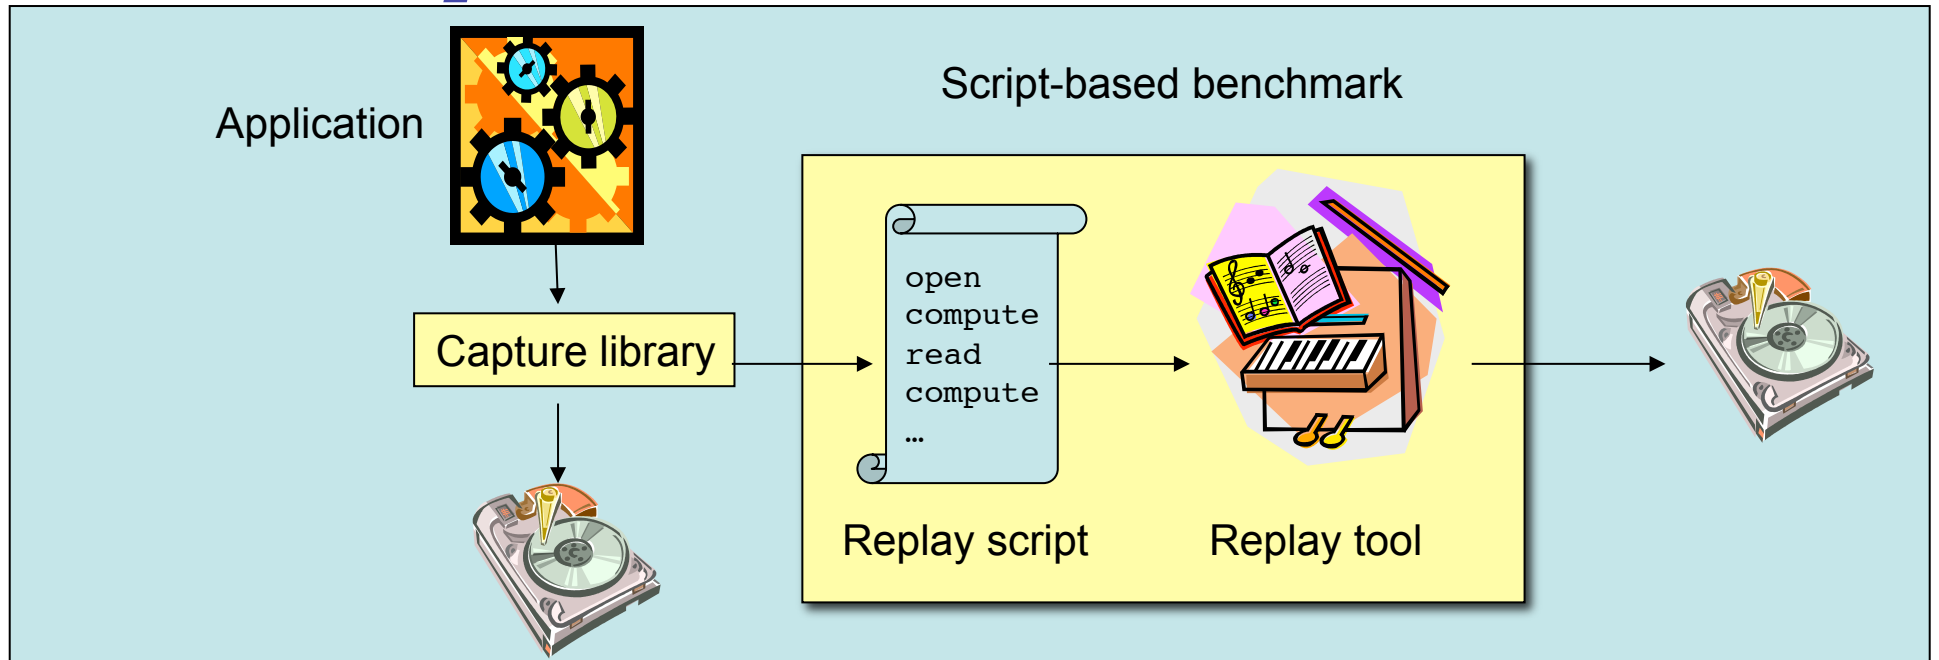 Application
Script-based benchmark
Capture library
open
compute
read
compute
…
Replay script
Replay tool